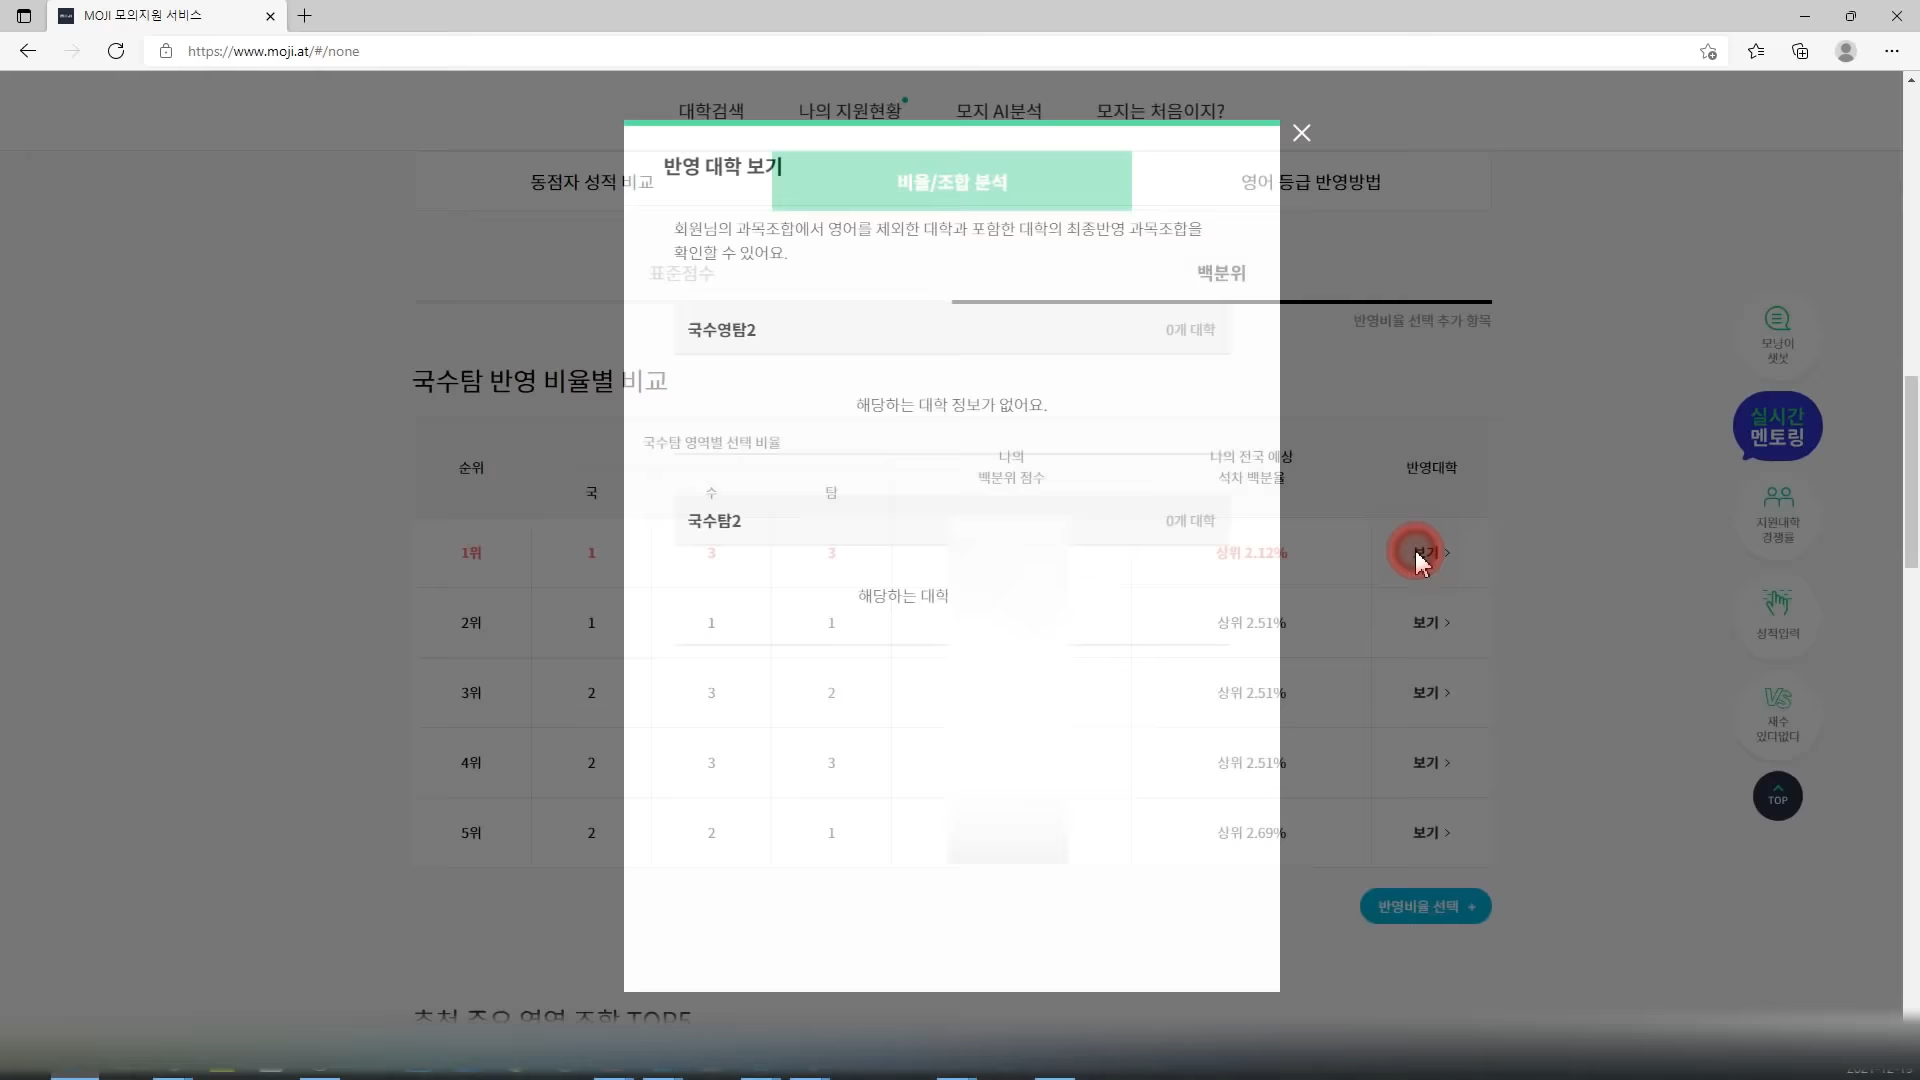 MOJI 모의지원 서비스
https://www.moji.at/#/none
대학검색
나의 지원현황
모지 AI분석
모지는 처음이지?
반영 대학 보기
동점자 성적 비교
비율/조합 분석
영어 등급 반영방법
회원님의 과목조합에서 영어를 제외한 대학과 포함한 대학의 최종반영 과목조합을
확인할 수 있어요.
표준점수
백분위
반영비율 선택 추가 항목
국수영탐2
0개 대학
국수탐 반영 비율별 비교
해당하는 대학 정보가 없어요.
순위
국수탐 영역별 선택 비율
국
수
탐
나의
백분위 점수
나의 전국 예상
석차 백분율
반영대학
국수탐2
0개 대학
1위 1 3 3 상위 2.12% 보기 >
해당하는 대학
2위 1 1 1 상위 2.51% 보기 >
3위 2 3 2 상위 2.51% 보기 >
4위 2 3 3 상위 2.51% 보기 >
5위 2 2 1 상위 2.69% 보기 >
반영비율 선택 +
모냥이
챗봇
실시간
멘토링
지원대학
경쟁률
성적입력
VS
재수
있다없다
TOP